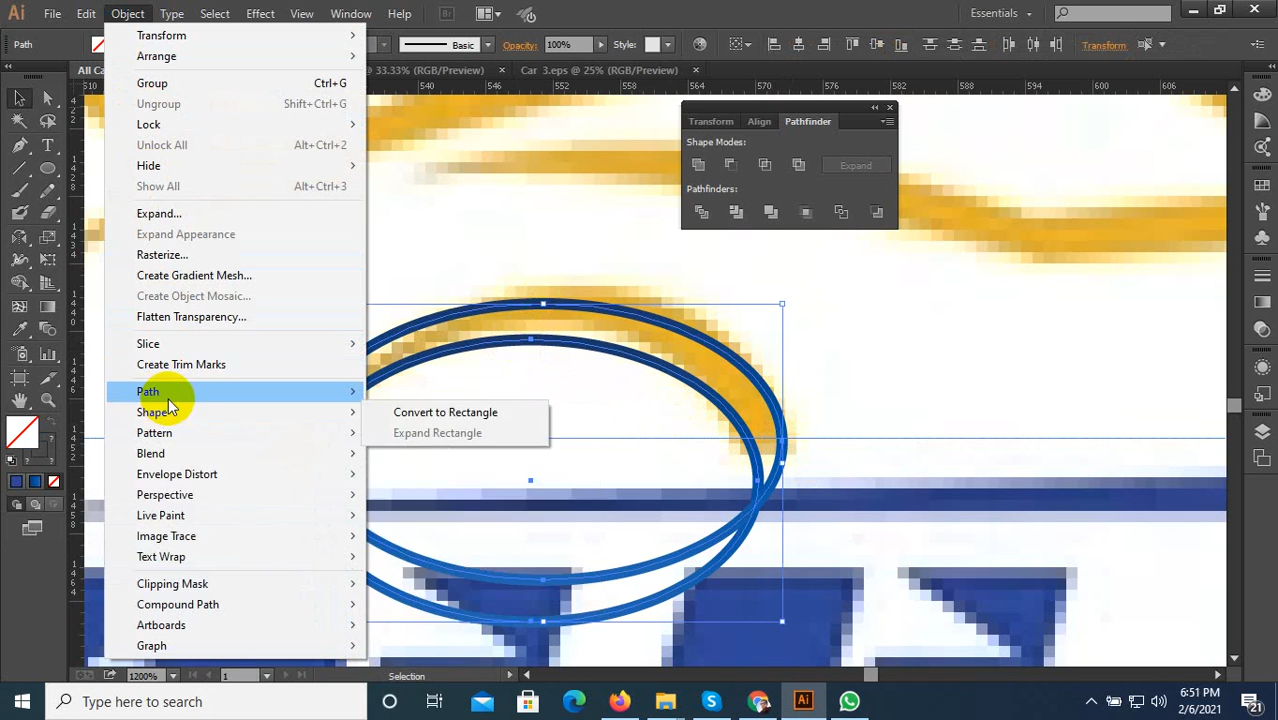 Ai File Edit Object Type Select Effect View Window Help Br Essentials
Path Basic Opacity: 100% Style: Transform
All Ca 33.33% (RGB/Preview) × Car 3.eps @ 25% (RGB/Preview) ×
510 540 546 552 558 564 570 576 582 588 594 600 606
Transform
Arrange
Group Ctrl+G
Ungroup Shift+Ctrl+G
Lock
Unlock All Alt+Ctrl+2
Hide
Show All Alt+Ctrl+3
Expand...
Expand Appearance
Rasterize...
Create Gradient Mesh...
Create Object Mosaic...
Flatten Transparency...
Slice
Create Trim Marks
Path
Shape
Pattern
Blend
Envelope Distort
Perspective
Live Paint
Image Trace
Text Wrap
Clipping Mask
Compound Path
Artboards
Graph
Convert to Rectangle
Expand Rectangle
Transform Align Pathfinder
Shape Modes:
Expand
Pathfinders:
1200% 1 Selection
Type here to search
Ai
6:51 PM
2/6/2021
21